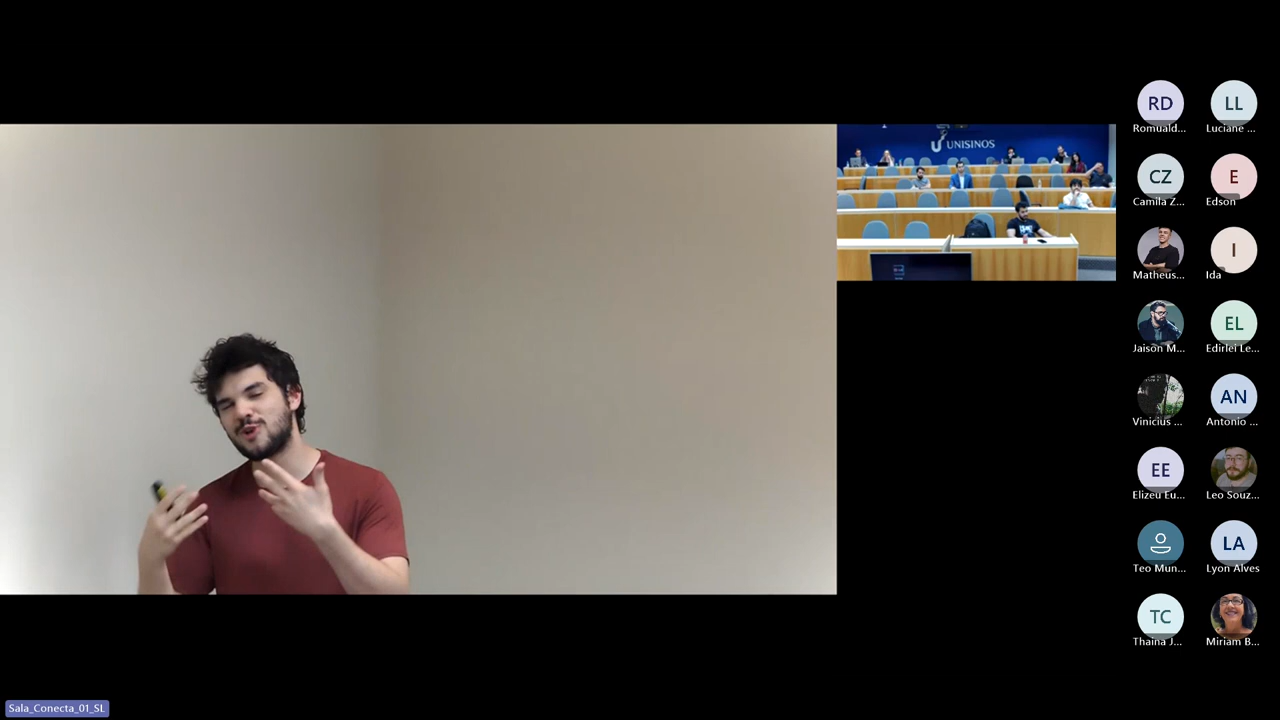 UNISINOS
RD
LL
Romuald...
Luciane ...
CZ
E
Camila Z...
Edson
I
Matheus...
Ida
EL
Jaison M...
Edirlei Le...
AN
Vinicius ...
Antonio ...
EE
Elizeu Eu...
Leo Souz...
LA
Teo Mun...
Lyon Alves
TC
Thaina J...
Miriam B...
Sala_Conecta_01_SL